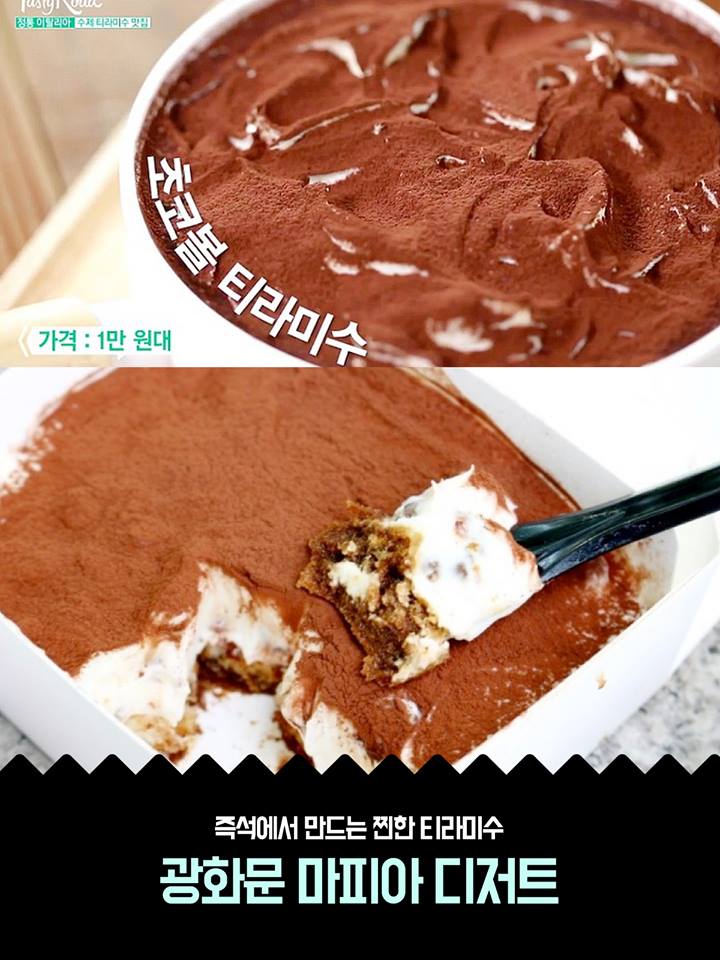 Tasty Road
정통 이탈리아 수제 티라미수 맛집
초코볼 티라미수
가격 : 1만 원대
즉석에서 만드는 찐한 티라미수
광화문 마피아 디저트